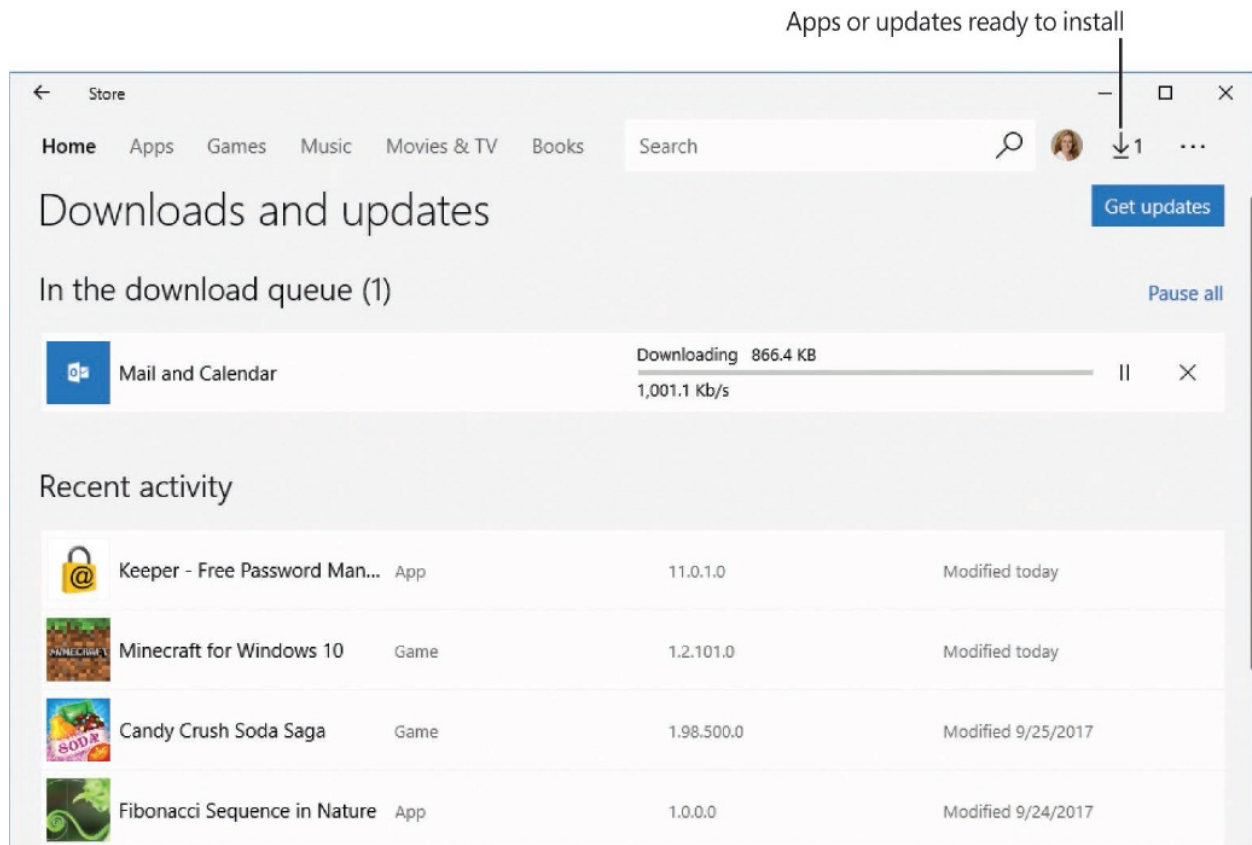 Apps or updates ready to install
Store
Home Apps Games Music Movies & TV Books Search 1
Downloads and updates Get updates
In the download queue (1) Pause all
Downloading 866.4 KB
Mail and Calendar
1,001.1 Kb/s
Recent activity
Keeper - Free Password Man... App 11.0.1.0 Modified today
Minecraft for Windows 10 Game 1.2.101.0 Modified today
Candy Crush Soda Saga Game 1.98.500.0 Modified 9/25/2017
Fibonacci Sequence in Nature App 1.0.0.0 Modified 9/24/2017
MINECRAFT
SODA